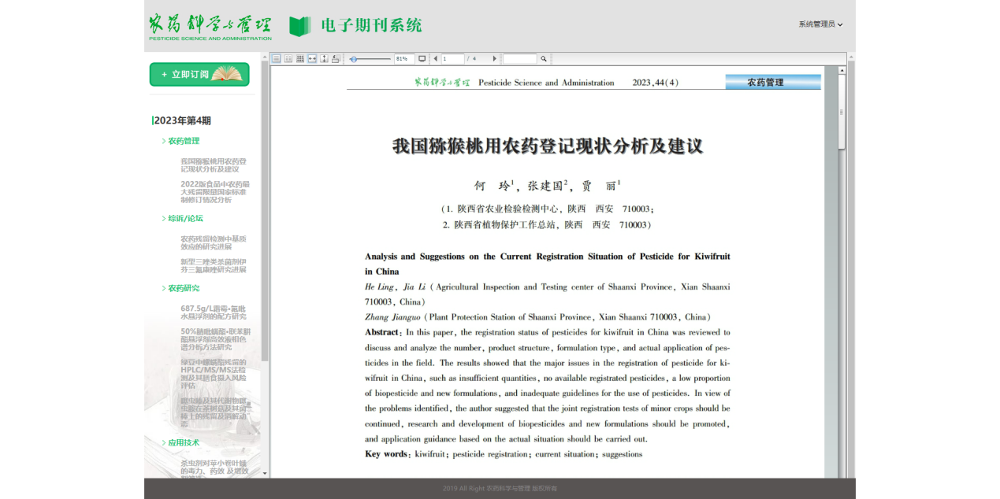 农药科学与管理
PESTICIDE SCIENCE AND ADMINISTRATION
电子期刊系统
系统管理员
+ 立即订阅
2023年第4期
> 农药管理
我国猕猴桃用农药登
记现状分析及建议
2022版食品中农药最
大残留限量国家标准
制修订情况分析
> 综诉/论坛
农药残留检测中基质
效应的研究进展
新型三唑类杀菌剂伊
芬三氟康唑研究进展
> 农药研究
687.5g/L霜霉•氟吡
水悬浮剂的配方研究
50%腈吡螨酯•联苯肼
酯悬浮剂高效液相色
谱分析方法研究
绿豆中螺螨酯残留的
HPLC/MS/MS法检
测及其膳食摄入风险
评估
噻虫嗪及其代谢物噻
虫胺在茶树菇及其菌
棒上的残留及消解动
态
> 应用技术
杀虫剂对苹小卷叶蛾
的毒力、药效 及增效
81%
1
/ 4
农药科学与管理 Pesticide Science and Administration 2023,44(4)
农药管理
我国猕猴桃用农药登记现状分析及建议
何 玲1, 张建国2, 贾 丽1
(1. 陕西省农业检验检测中心, 陕西 西安 710003;
2. 陕西省植物保护工作总站, 陕西 西安 710003)
Analysis and Suggestions on the Current Registration Situation of Pesticide for Kiwifruit
in China
He Ling, Jia Li (Agricultural Inspection and Testing center of Shaanxi Province, Xian Shaanxi
710003, China)
Zhang Jianguo (Plant Protection Station of Shaanxi Province, Xian Shaanxi 710003, China)
Abstract: In this paper, the registration status of pesticides for kiwifruit in China was reviewed to
discuss and analyze the number, product structure, formulation type, and actual application of pes-
ticides in the field. The results showed that the major issues in the registration of pesticide for ki-
wifruit in China, such as insufficient quantities, no available registrated pesticides, a low proportion
of biopesticide and new formulations, and inadequate guidelines for the use of pesticides. In view of
the problems identified, the author suggested that the joint registration tests of minor crops should be
continued, research and development of biopesticides and new formulations should be promoted,
and application guidance based on the actual situation should be carried out.
Key words: kiwifruit; pesticide registration; current situation; suggestions
2019 All Right 农药科学与管理 版权所有